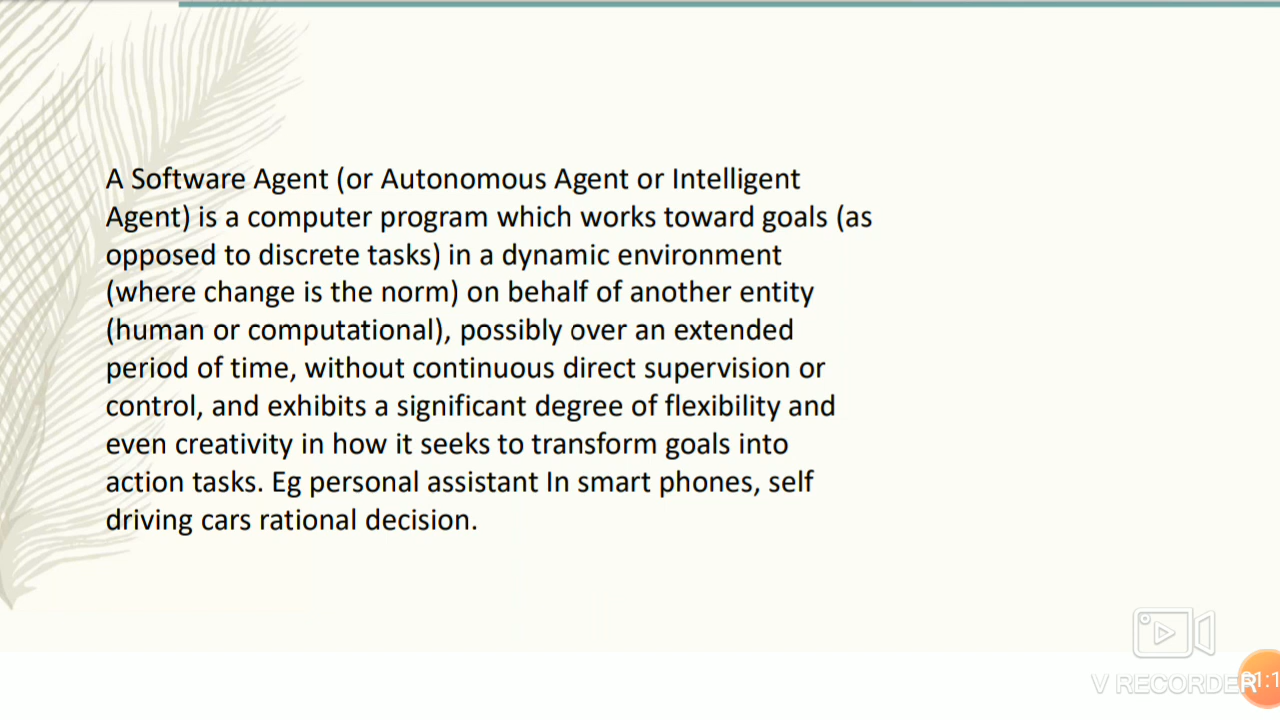 A Software Agent (or Autonomous Agent or Intelligent
Agent) is a computer program which works toward goals (as
opposed to discrete tasks) in a dynamic environment
(where change is the norm) on behalf of another entity
(human or computational), possibly over an extended
period of time, without continuous direct supervision or
control, and exhibits a significant degree of flexibility and
even creativity in how it seeks to transform goals into
action tasks. Eg personal assistant In smart phones, self
driving cars rational decision.
V RECORDER